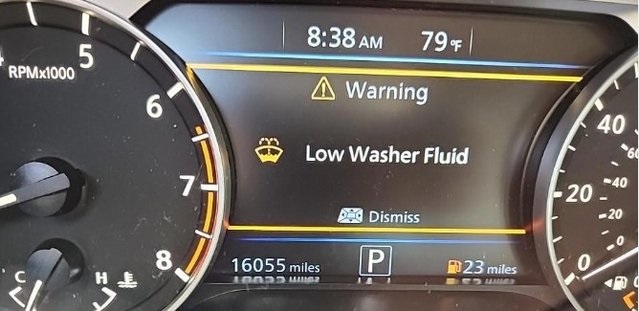 8:38 AM 79°F
RPMx1000
5
6
7
8
Warning
Low Washer Fluid
Dismiss
16055 miles P 23 miles
C H
40
20
0
60
40
20
0